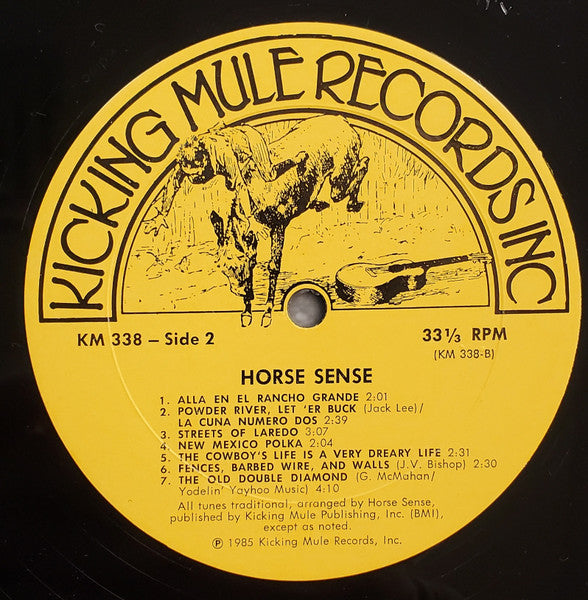 KICKING MULE RECORDS INC
KM 338 – Side 2
33⅓ RPM
(KM 338-B)
HORSE SENSE
1. ALLA EN EL RANCHO GRANDE 2:01
2. POWDER RIVER, LET 'ER BUCK (Jack Lee)/
LA CUNA NUMERO DOS 2:39
3. STREETS OF LAREDO 3:07
4. NEW MEXICO POLKA 2:04
5. THE COWBOY'S LIFE IS A VERY DREARY LIFE 2:31
6. FENCES, BARBED WIRE, AND WALLS (J.V. Bishop) 2:30
7. THE OLD DOUBLE DIAMOND (G. McMahan/
Yodelin' Yayhoo Music) 4:10
All tunes traditional, arranged by Horse Sense,
published by Kicking Mule Publishing, Inc. (BMI),
except as noted.
℗ 1985 Kicking Mule Records, Inc.